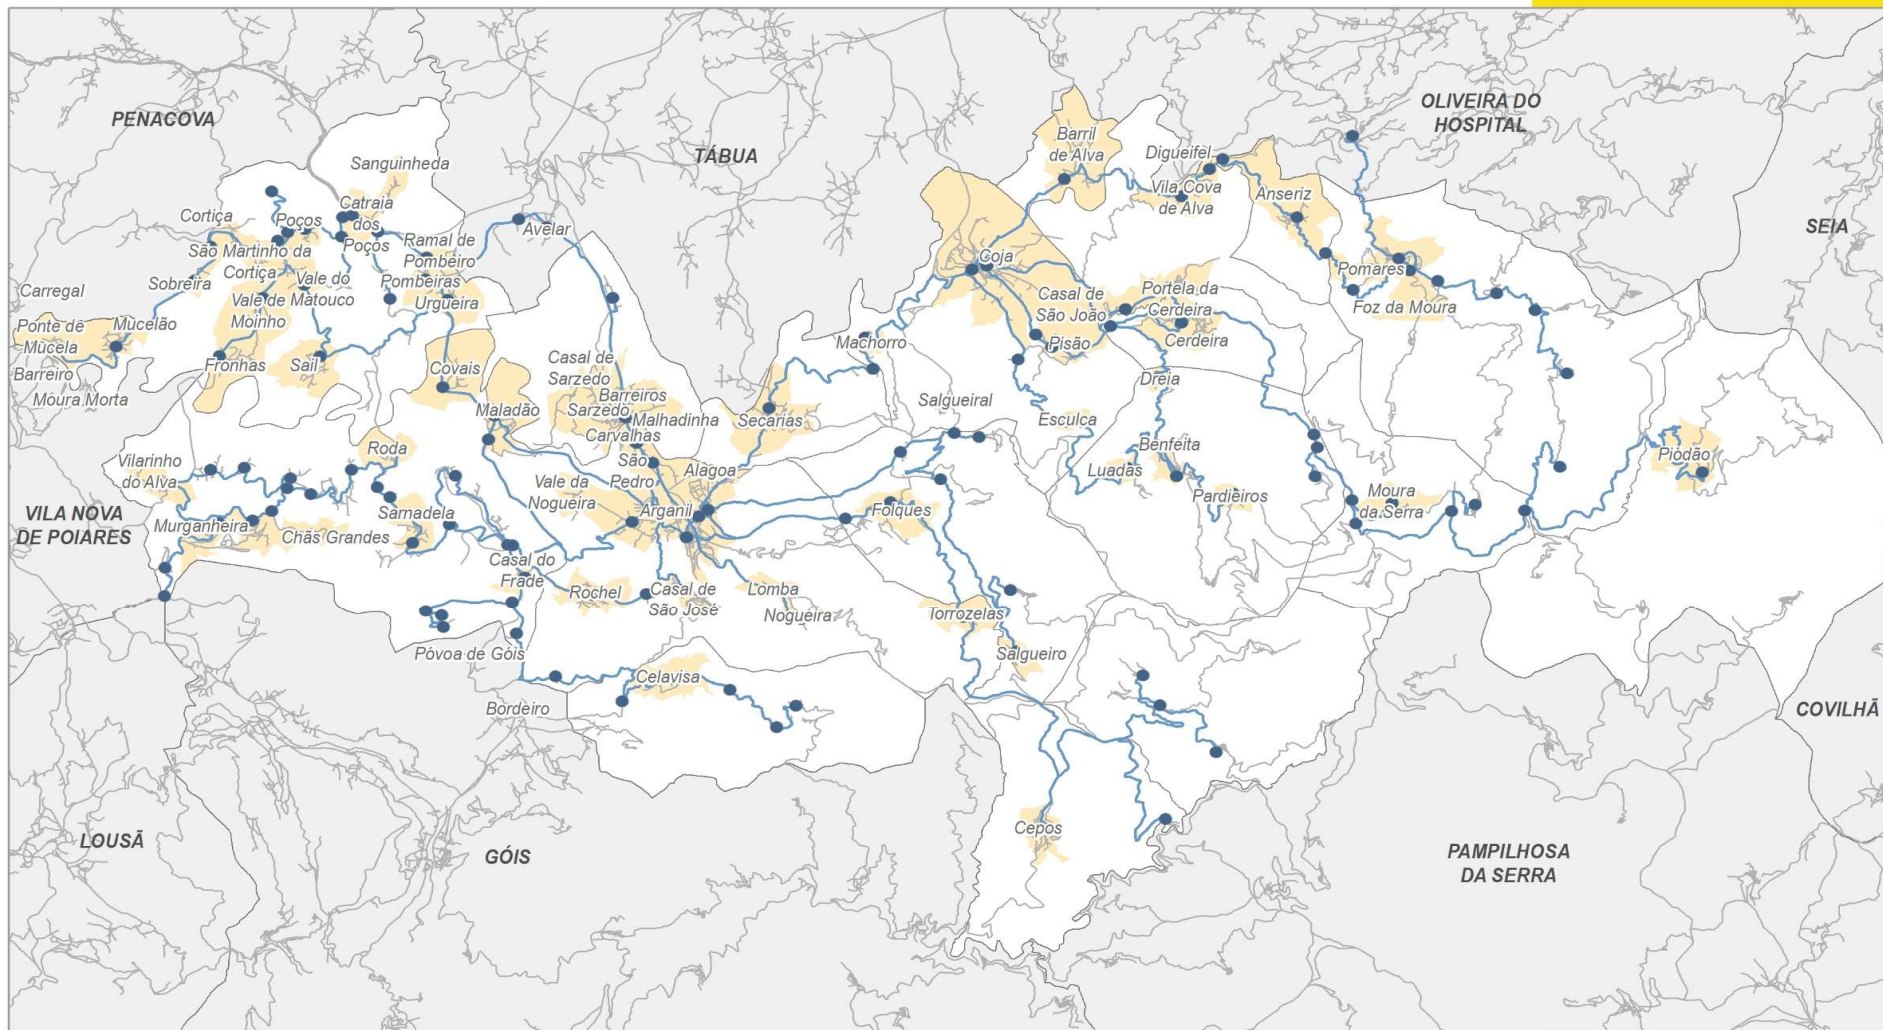 PENACOVA
TÁBUA
OLIVEIRA DO
HOSPITAL
SEIA
COVILHÃ
PAMPILHOSA
DA SERRA
GÓIS
LOUSÃ
VILA NOVA
DE POIARES
Sanguinheda
Cortiça
Poços
Catraia
dos
Poços
São Martinho da
Cortiça
Vale do
Moinho
Vale de Matouco
Sobreira
Carregal
Ponte de
Mucela
Mucelão
Barreiro
Moura Morta
Fronhas
Sail
Ramal de
Pombeiro
Pombeiras
Urgueira
Avelar
Covais
Maladão
Casal de
Sarzedo
Barreiros
Sarzedo
Malhadinha
Carvalhas
São
Pedro
Alagoa
Vale da
Nogueira
Arganil
Secarias
Machorro
Salgueiral
Folques
Roda
Vilarinho
do Alva
Murganheira
Chãs Grandes
Samadela
Casal do
Frade
Rochel
Casal de
São José
Lomba
Nogueira
Póvoa de Góis
Bordeiro
Celavisa
Torrozelas
Salgueiro
Cepos
Barril
de Alva
Digueifel
Vila Cova
de Alva
Anseriz
Coja
Casal de
São João
Pisão
Portela da
Cerdeira
Cerdeira
Pomares
Foz da Moura
Dreia
Esculca
Benfeita
Luadas
Pardieiros
Moura
da Serra
Piódão